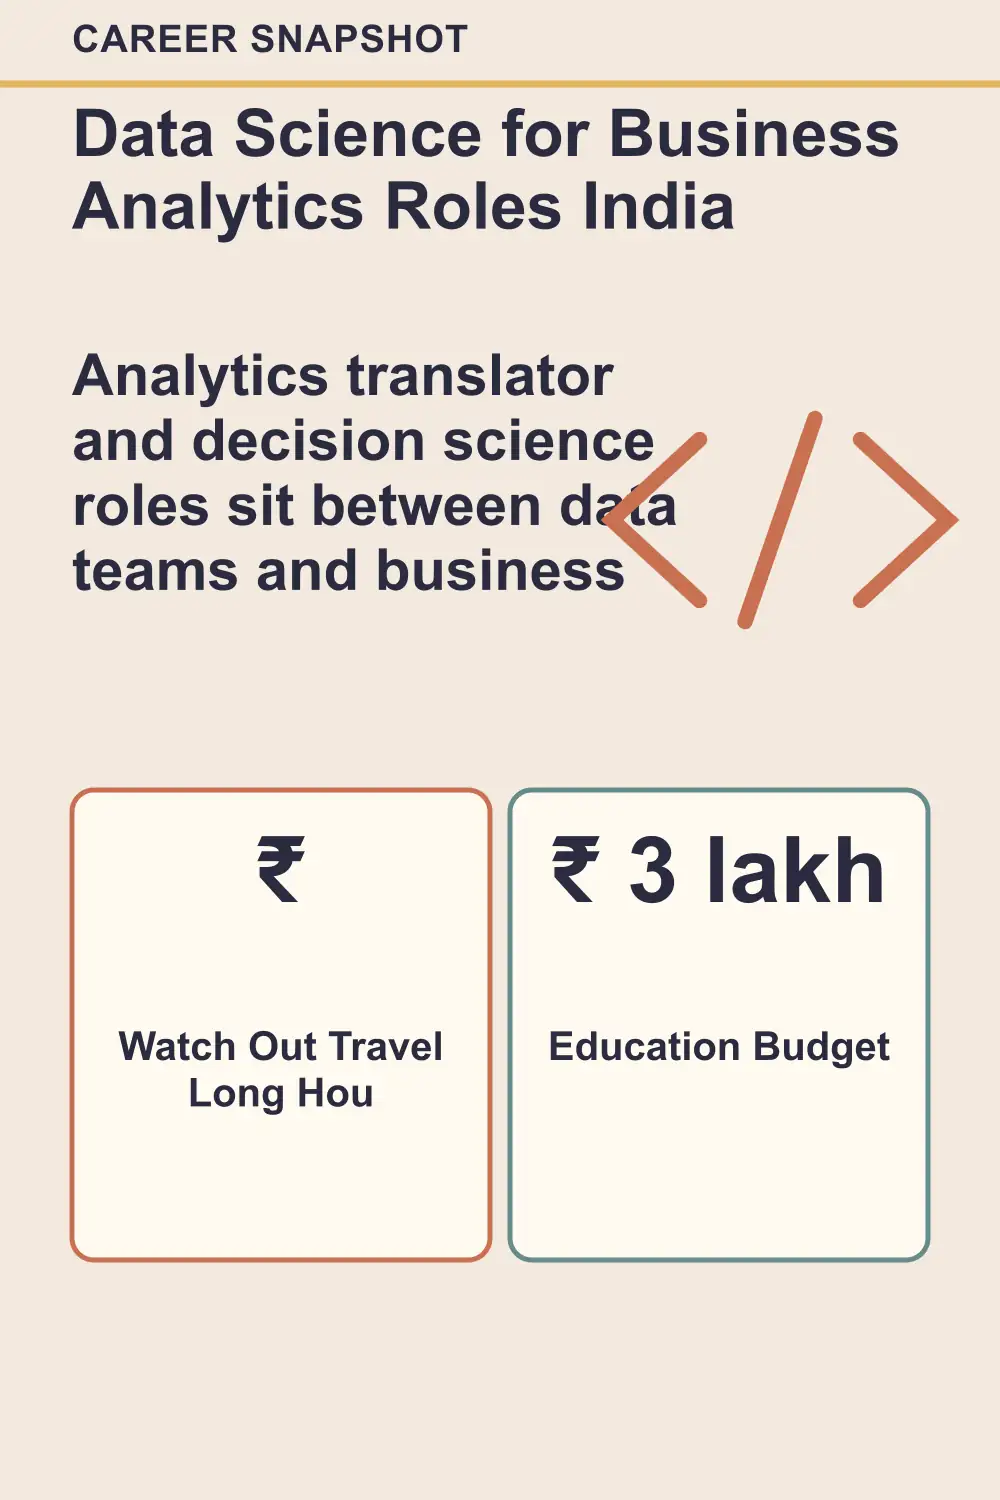 CAREER SNAPSHOT
Data Science for Business
Analytics Roles India
Analytics translator
and decision science
roles sit between data
teams and business
</>
₹
Watch Out Travel
Long Hou
₹ 3 lakh
Education Budget